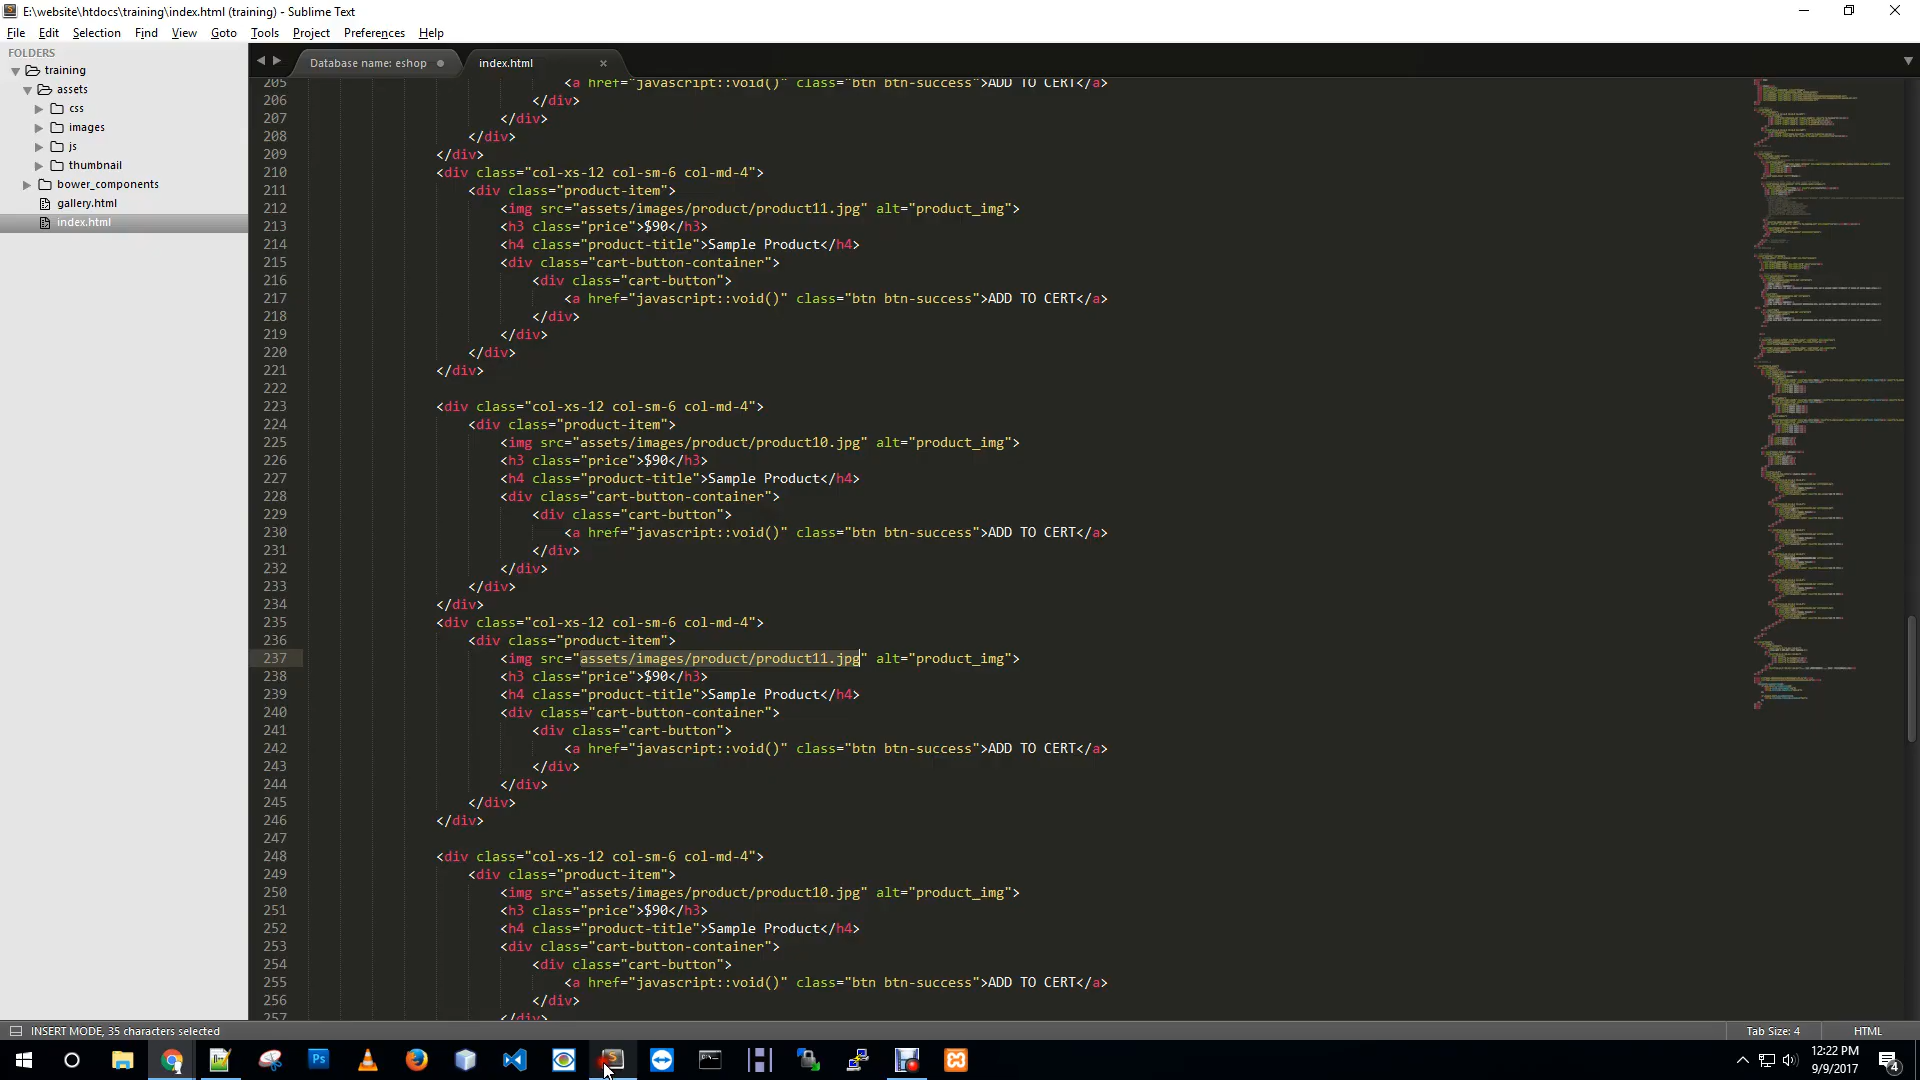 E:\website\htdocs\training\index.html (training) - Sublime Text
File Edit Selection Find View Goto Tools Project Preferences Help
FOLDERS
training
assets
css
images
js
thumbnail
bower_components
gallery.html
index.html
Database name: eshop
index.html
205 <a href="javascript::void()" class="btn btn-success">ADD TO CERT</a>
206 </div>
207 </div>
208 </div>
209 </div>
210 <div class="col-xs-12 col-sm-6 col-md-4">
211 <div class="product-item">
212 <img src="assets/images/product/product11.jpg" alt="product_img">
213 <h3 class="price">$90</h3>
214 <h4 class="product-title">Sample Product</h4>
215 <div class="cart-button-container">
216 <div class="cart-button">
217 <a href="javascript::void()" class="btn btn-success">ADD TO CERT</a>
218 </div>
219 </div>
220 </div>
221 </div>
222
223 <div class="col-xs-12 col-sm-6 col-md-4">
224 <div class="product-item">
225 <img src="assets/images/product/product10.jpg" alt="product_img">
226 <h3 class="price">$90</h3>
227 <h4 class="product-title">Sample Product</h4>
228 <div class="cart-button-container">
229 <div class="cart-button">
230 <a href="javascript::void()" class="btn btn-success">ADD TO CERT</a>
231 </div>
232 </div>
233 </div>
234 </div>
235 <div class="col-xs-12 col-sm-6 col-md-4">
236 <div class="product-item">
237 <img src="assets/images/product/product11.jpg" alt="product_img">
238 <h3 class="price">$90</h3>
239 <h4 class="product-title">Sample Product</h4>
240 <div class="cart-button-container">
241 <div class="cart-button">
242 <a href="javascript::void()" class="btn btn-success">ADD TO CERT</a>
243 </div>
244 </div>
245 </div>
246 </div>
247
248 <div class="col-xs-12 col-sm-6 col-md-4">
249 <div class="product-item">
250 <img src="assets/images/product/product10.jpg" alt="product_img">
251 <h3 class="price">$90</h3>
252 <h4 class="product-title">Sample Product</h4>
253 <div class="cart-button-container">
254 <div class="cart-button">
255 <a href="javascript::void()" class="btn btn-success">ADD TO CERT</a>
256 </div>
257 </div>
INSERT MODE, 35 characters selected
Tab Size: 4
HTML
Ps
12:22 PM
9/9/2017
4